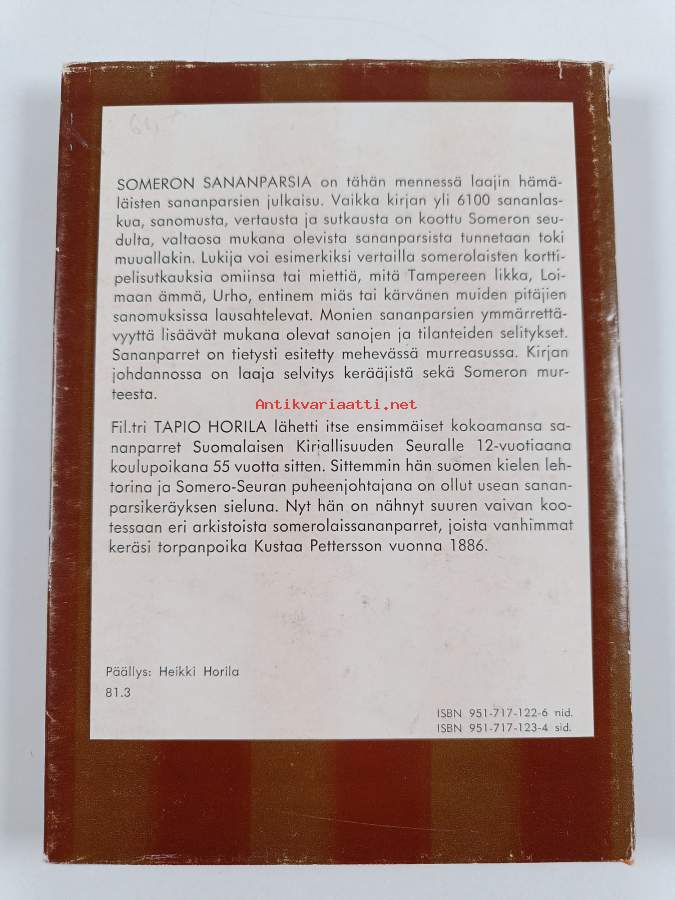 64,-
SOMERON SANANPARSIA on tähän mennessä laajin hämä-
läisten sananparsien julkaisu. Vaikka kirjan yli 6100 sananlas-
kua, sanomusta, vertausta ja sutkausta on koottu Someron seu-
dulta, valtaosa mukana olevista sananparsista tunnetaan toki
muuallakin. Lukija voi esimerkiksi vertailla somerolaisten kortti-
pelisutkauksia omiinsa tai miettiä, mitä Tampereen likka, Loi-
maan ämmä, Urho, entinem miäs tai kärvänen muiden pitäjien
sanomuksissa lausahtelevat. Monien sananparsien ymmärrettä-
vyyttä lisäävät mukana olevat sanojen ja tilanteiden selitykset.
Sananparret on tietysti esitetty mehevässä murreasussa. Kirjan
johdannossa on laaja selvitys kerääjistä sekä Someron mur-
teesta.
Antikvariaatti.net
Fil.tri TAPIO HORILA lähetti itse ensimmäiset kokoamansa sa-
nanparret Suomalaisen Kirjallisuuden Seuralle 12-vuotiaana
koulupoikana 55 vuotta sitten. Sittemmin hän suomen kielen leh-
torina ja Somero-Seuran puheenjohtajana on ollut usean sanan-
parsikeräyksen sieluna. Nyt hän on nähnyt suuren vaivan koo-
tessaan eri arkistoista somerolaissananparret, joista vanhimmat
keräsi torpanpoika Kustaa Pettersson vuonna 1886.
Päällys: Heikki Horila
81.3
ISBN 951-717-122-6 nid.
ISBN 951-717-123-4 sid.